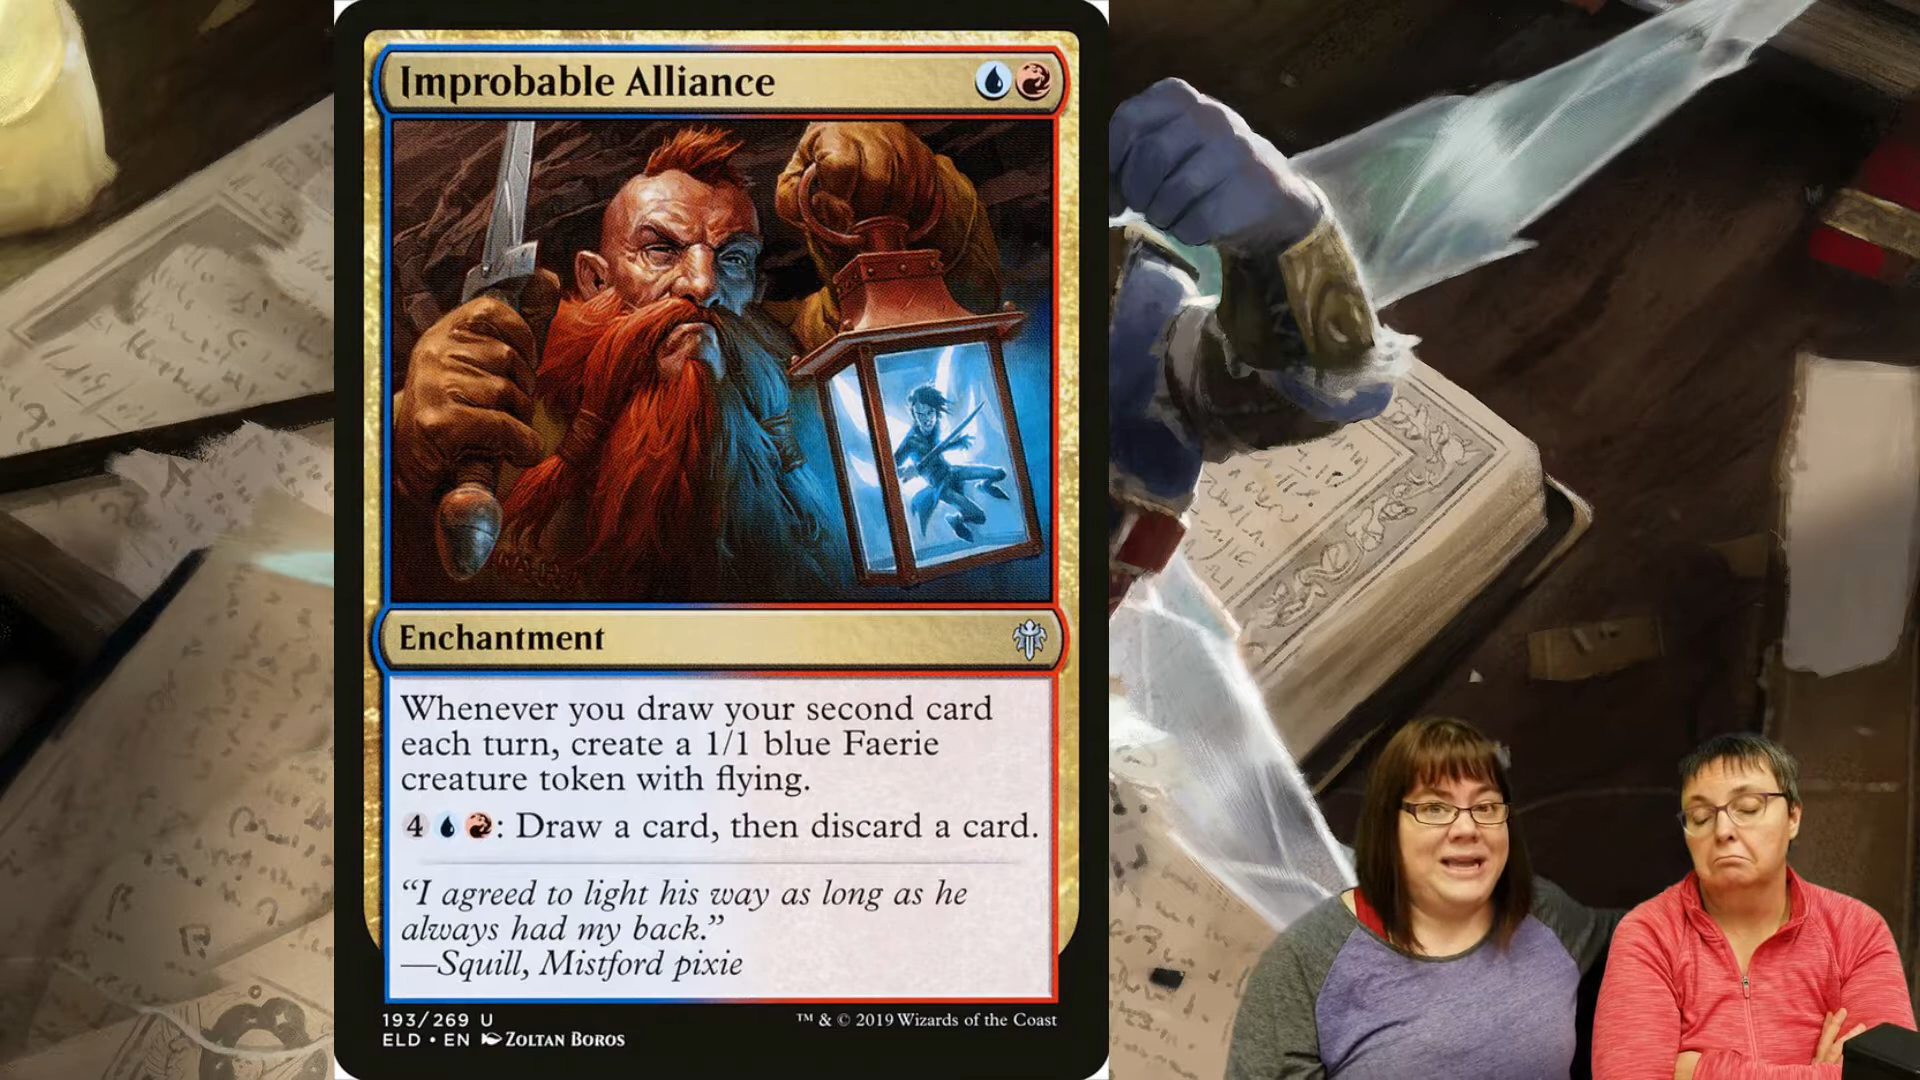 Improbable Alliance
Enchantment
Whenever you draw your second card
each turn, create a 1/1 blue Faerie
creature token with flying.
4 : Draw a card, then discard a card.
“I agreed to light his way as long as he
always had my back.”
—Squill, Mistford pixie
193/269 U
ELD • EN ZOLTAN BOROS
™ & © 2019 Wizards of the Coast